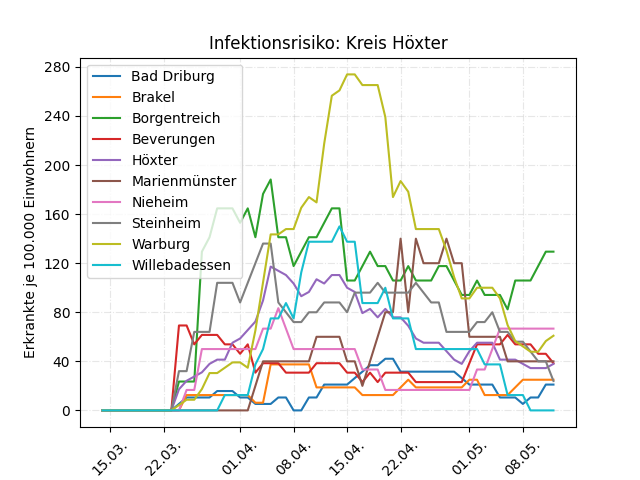 Infektionsrisiko: Kreis Höxter
Erkrankte je 100.000 Einwohnern
280
240
200
160
120
80
40
0
Bad Driburg
Brakel
Borgentreich
Beverungen
Höxter
Marienmünster
Nieheim
Steinheim
Warburg
Willebadessen
15.03.
22.03.
01.04.
08.04.
15.04.
22.04.
01.05.
08.05.